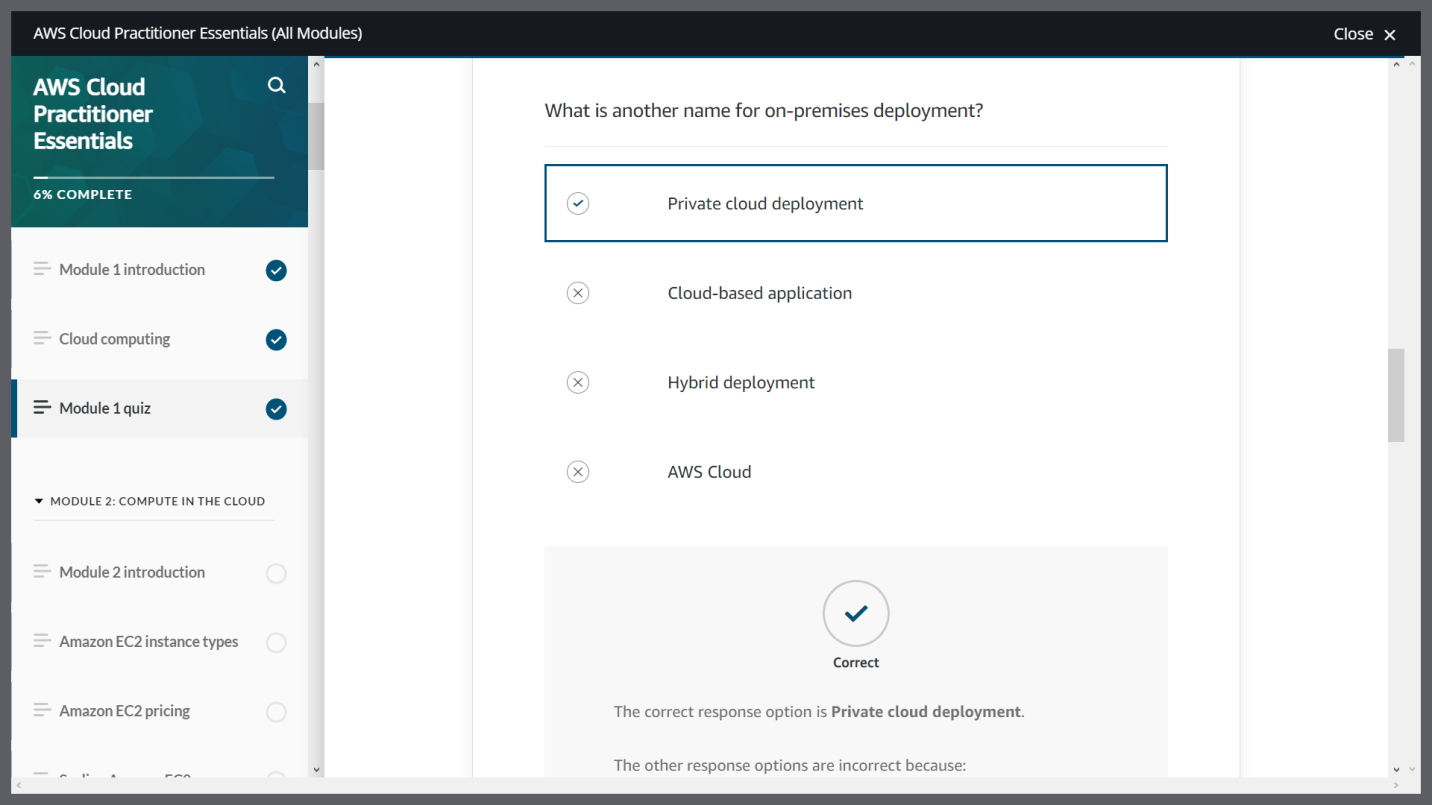 AWS Cloud Practitioner Essentials (All Modules)
Close
AWS Cloud
Practitioner
Essentials
6% COMPLETE
Module 1 introduction
Cloud computing
Module 1 quiz
MODULE 2: COMPUTE IN THE CLOUD
Module 2 introduction
Amazon EC2 instance types
Amazon EC2 pricing
What is another name for on-premises deployment?
Private cloud deployment
Cloud-based application
Hybrid deployment
AWS Cloud
Correct
The correct response option is Private cloud deployment.
The other response options are incorrect because: